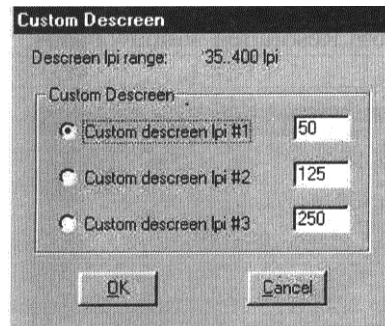 Custom Descreen
Descreen lpi range: 35..400 lpi
Custom Descreen
Custom descreen lpi #1 50
Custom descreen lpi #2 125
Custom descreen lpi #3 250
OK Cancel